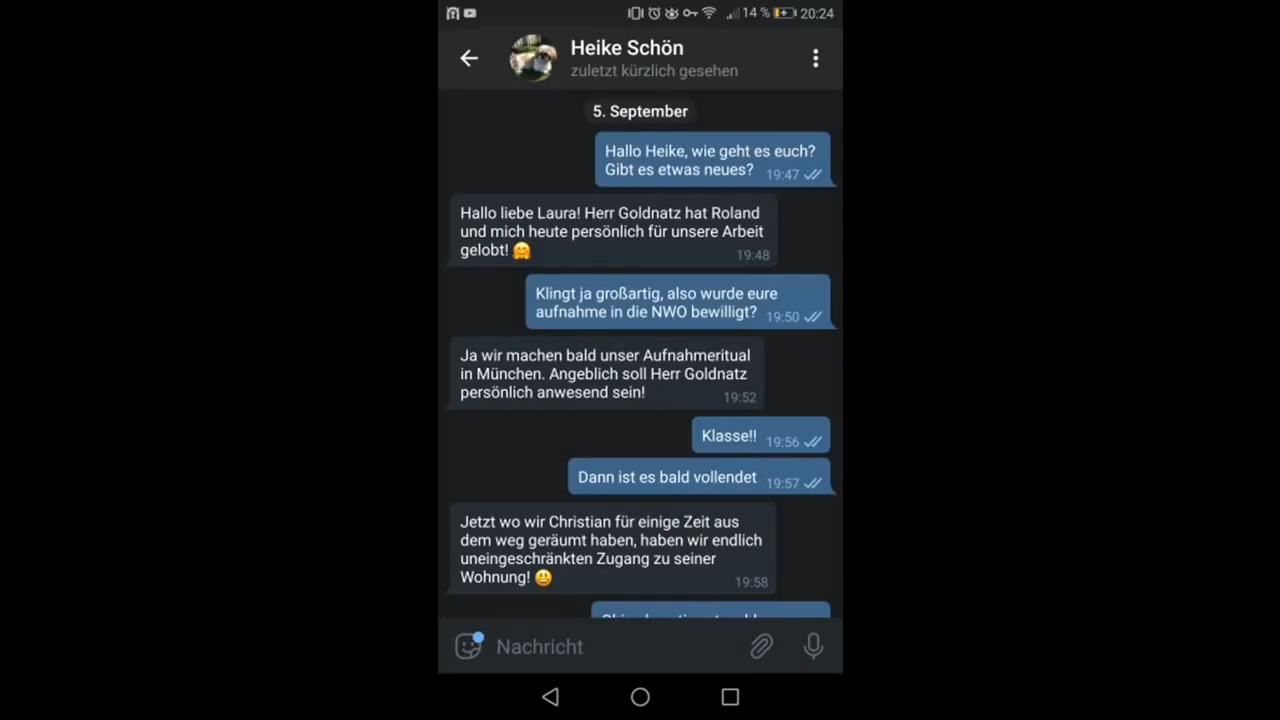 14 % 20:24
Heike Schön
zuletzt kürzlich gesehen
5. September
Hallo Heike, wie geht es euch?
Gibt es etwas neues? 19:47
Hallo liebe Laura! Herr Goldnatz hat Roland
und mich heute persönlich für unsere Arbeit
gelobt! 🤗 19:48
Klingt ja großartig, also wurde eure
aufnahme in die NWO bewilligt? 19:50
Ja wir machen bald unser Aufnahmeritual
in München. Angeblich soll Herr Goldnatz
persönlich anwesend sein! 19:52
Klasse!! 19:56
Dann ist es bald vollendet 19:57
Jetzt wo wir Christian für einige Zeit aus
dem weg geräumt haben, haben wir endlich
uneingeschränkten Zugang zu seiner
Wohnung! 😃 19:58
Nachricht